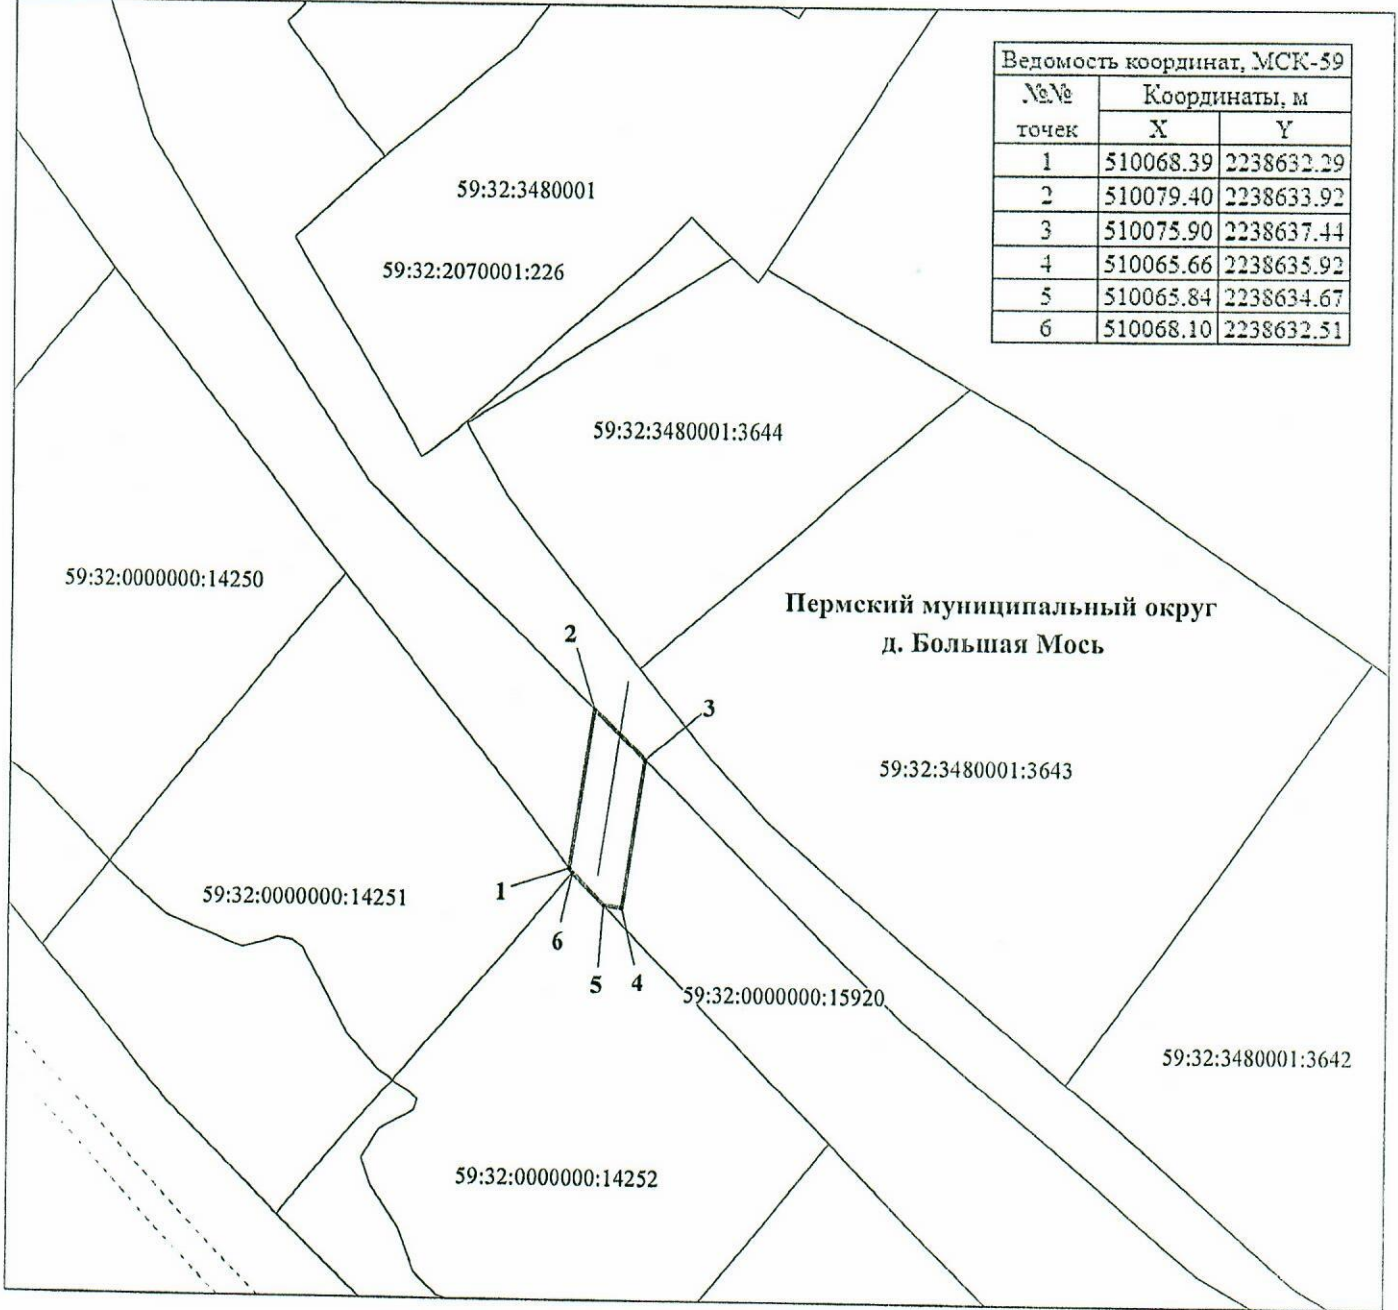 Ведомость координат, МСК-59
№№ точек Координаты, м
X Y
1 510068.39 2238632.29
2 510079.40 2238633.92
3 510075.90 2238637.44
4 510065.66 2238635.92
5 510065.84 2238634.67
6 510068.10 2238632.51
59:32:3480001
59:32:2070001:226
59:32:3480001:3644
59:32:0000000:14250
Пермский муниципальный округ
д. Большая Мось
2
3
59:32:3480001:3643
59:32:0000000:14251
1
6
5
4
59:32:0000000:15920
59:32:3480001:3642
59:32:0000000:14252